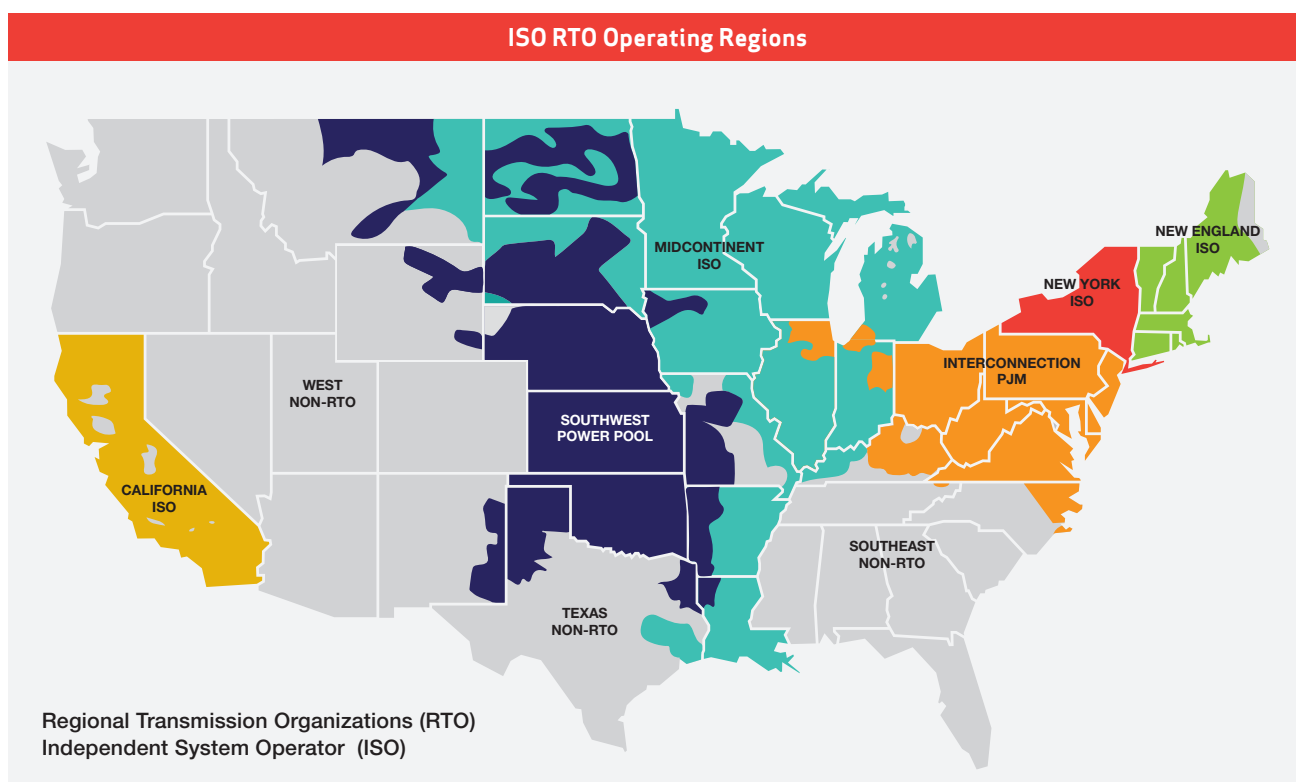 ISO RTO Operating Regions
MIDCONTINENT
ISO
NEW ENGLAND
ISO
NEW YORK
ISO
WEST
NON-RTO
INTERCONNECTION
PJM
SOUTHWEST
POWER POOL
CALIFORNIA
ISO
SOUTHEAST
NON-RTO
TEXAS
NON-RTO
Regional Transmission Organizations (RTO)
Independent System Operator (ISO)